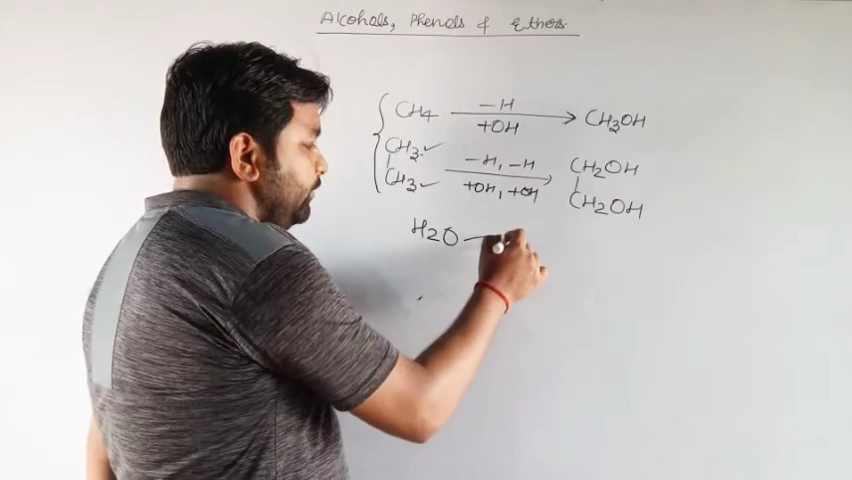 Alcohols, Phenols & Ethers
-H
CH4 → CH3OH
+OH
CH3 ✓ -H, -H CH2OH
CH3 ✓ +OH, +OH CH2OH
H2O